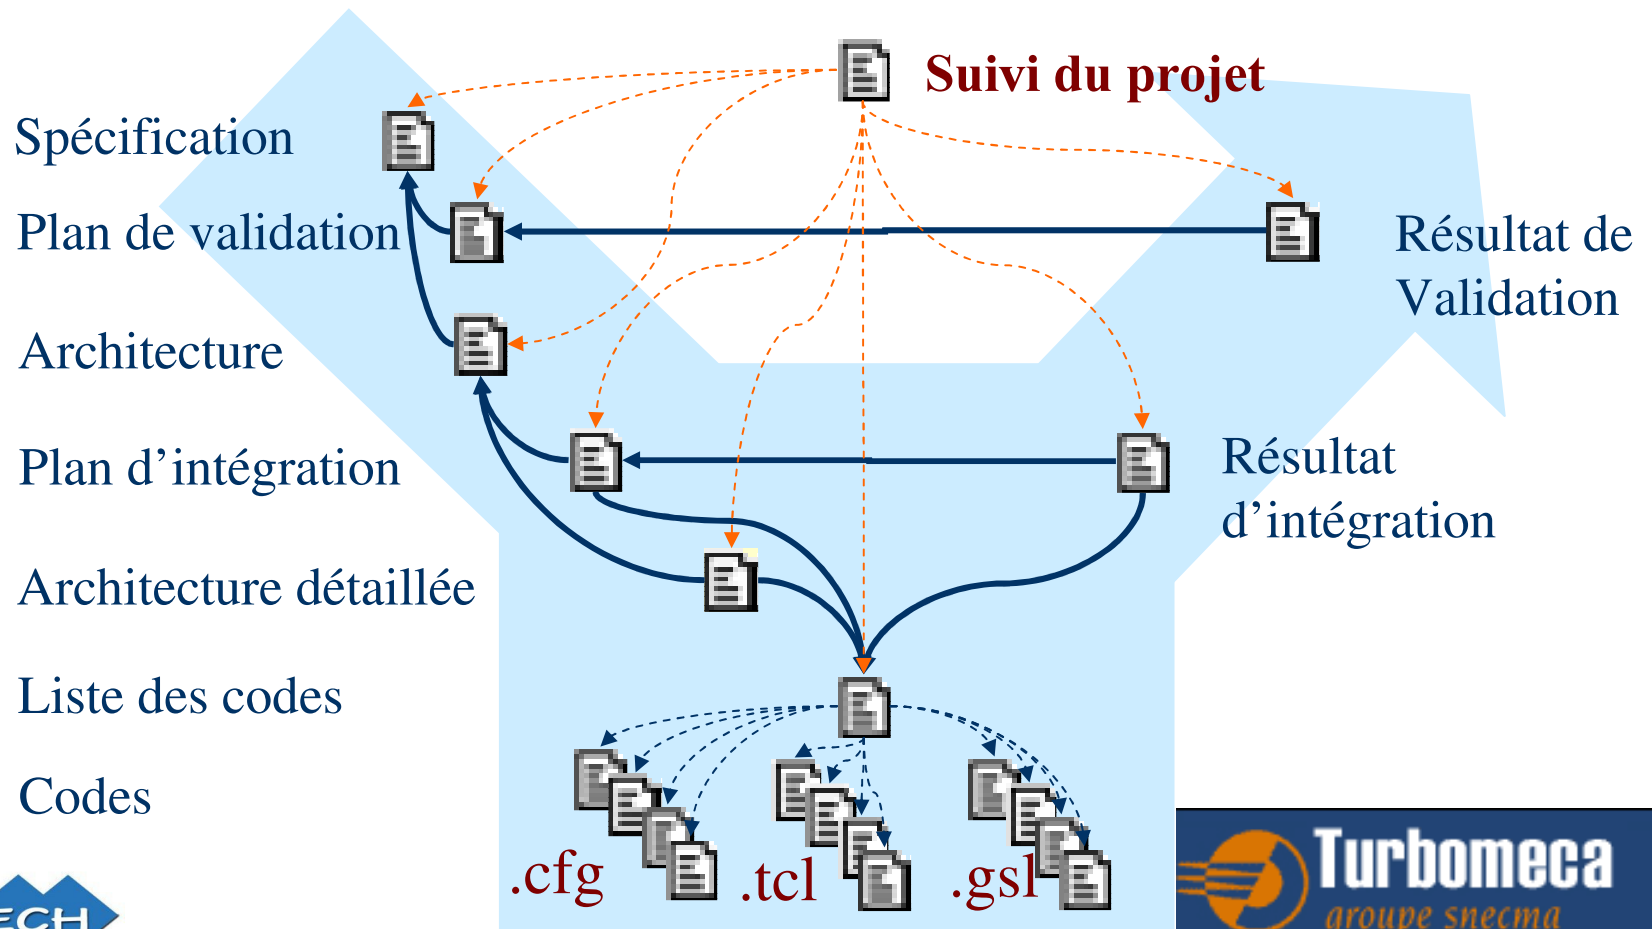 Suivi du projet
Spécification
Plan de validation
Résultat de
Validation
Architecture
Plan d’intégration
Résultat
d’intégration
Architecture détaillée
Liste des codes
Codes
.cfg
.tcl
.gsl
ECH
Turbomeca
groupe snecma